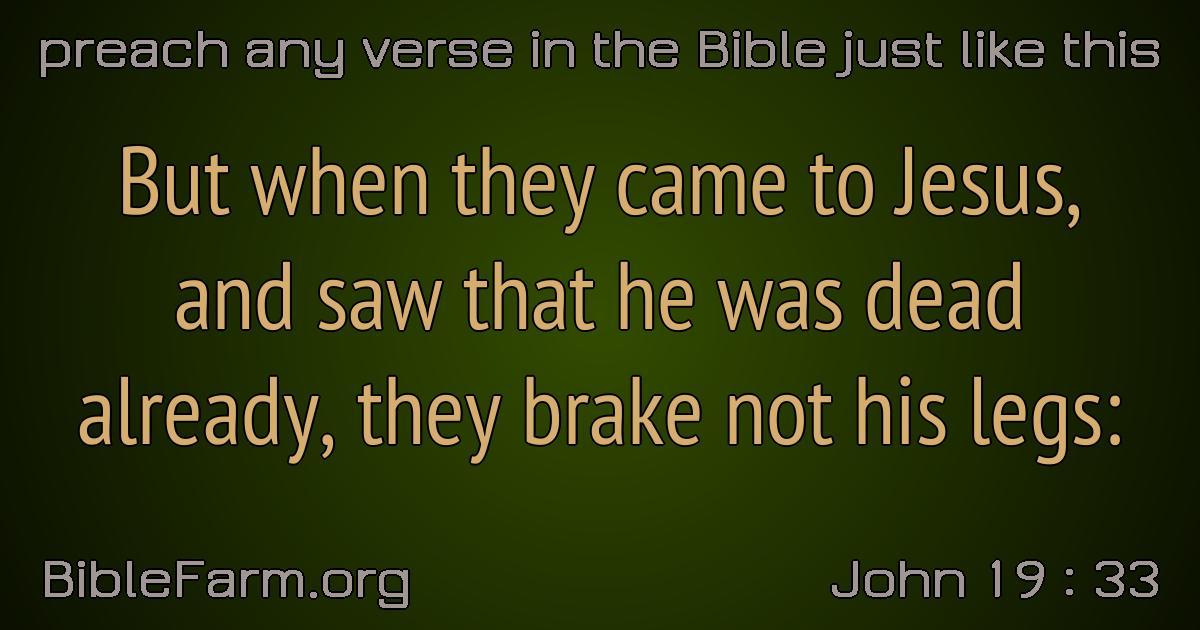 preach any verse in the Bible just like this
But when they came to Jesus,
and saw that he was dead
already, they brake not his legs:
BibleFarm.org
John 19 : 33